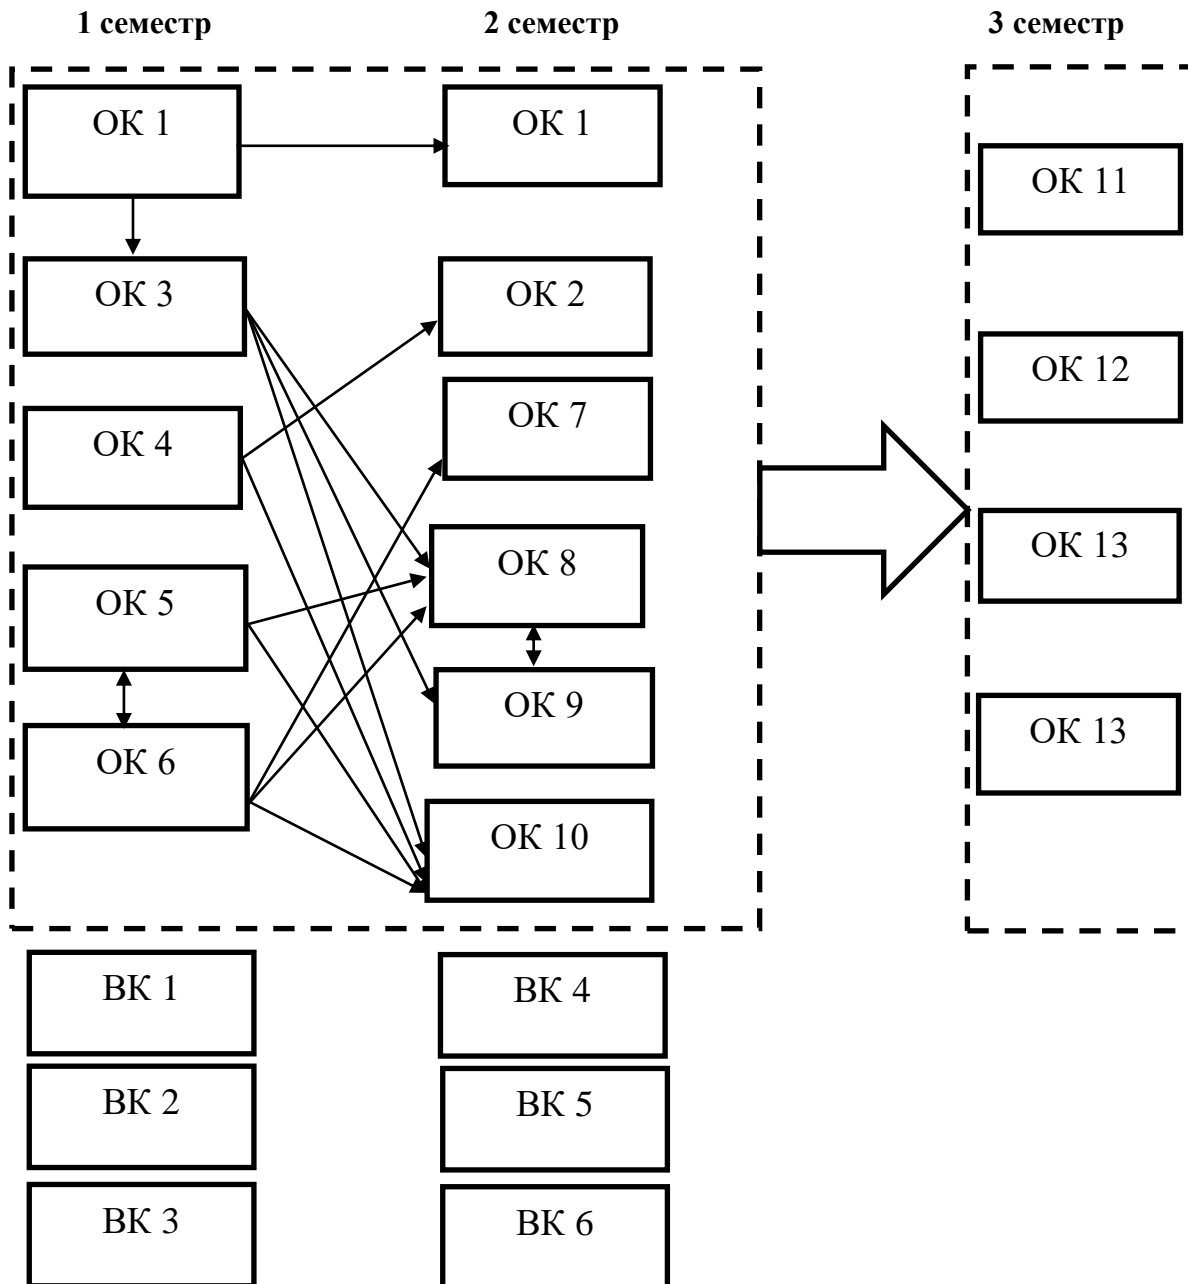 1 семестр
2 семестр
3 семестр
ОК 1
ОК 1
ОК 11
ОК 3
ОК 2
ОК 12
ОК 4
ОК 7
ОК 13
ОК 5
ОК 8
ОК 13
ОК 6
ОК 9
ОК 10
ВК 1
ВК 4
ВК 2
ВК 5
ВК 3
ВК 6